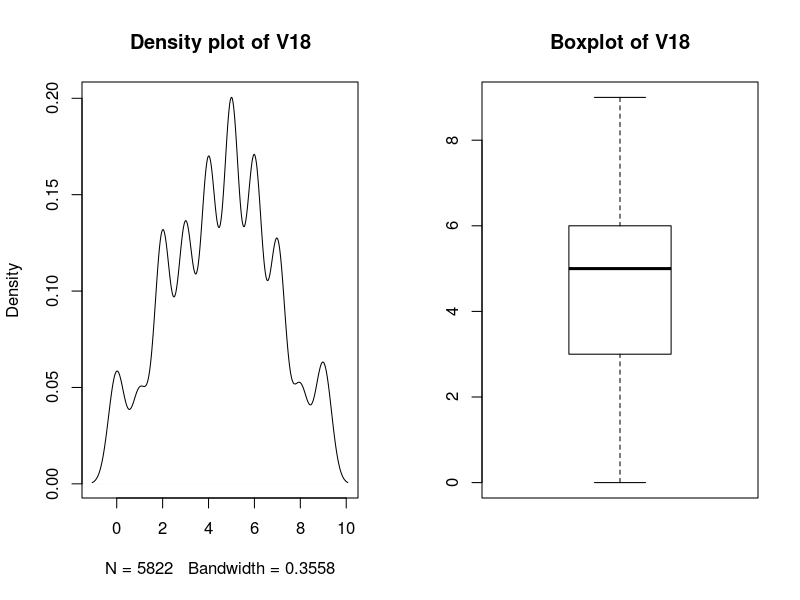 Density plot of V18
Density
0.00 0.05 0.10 0.15 0.20
0 2 4 6 8 10
N = 5822 Bandwidth = 0.3558
Boxplot of V18
0 2 4 6 8